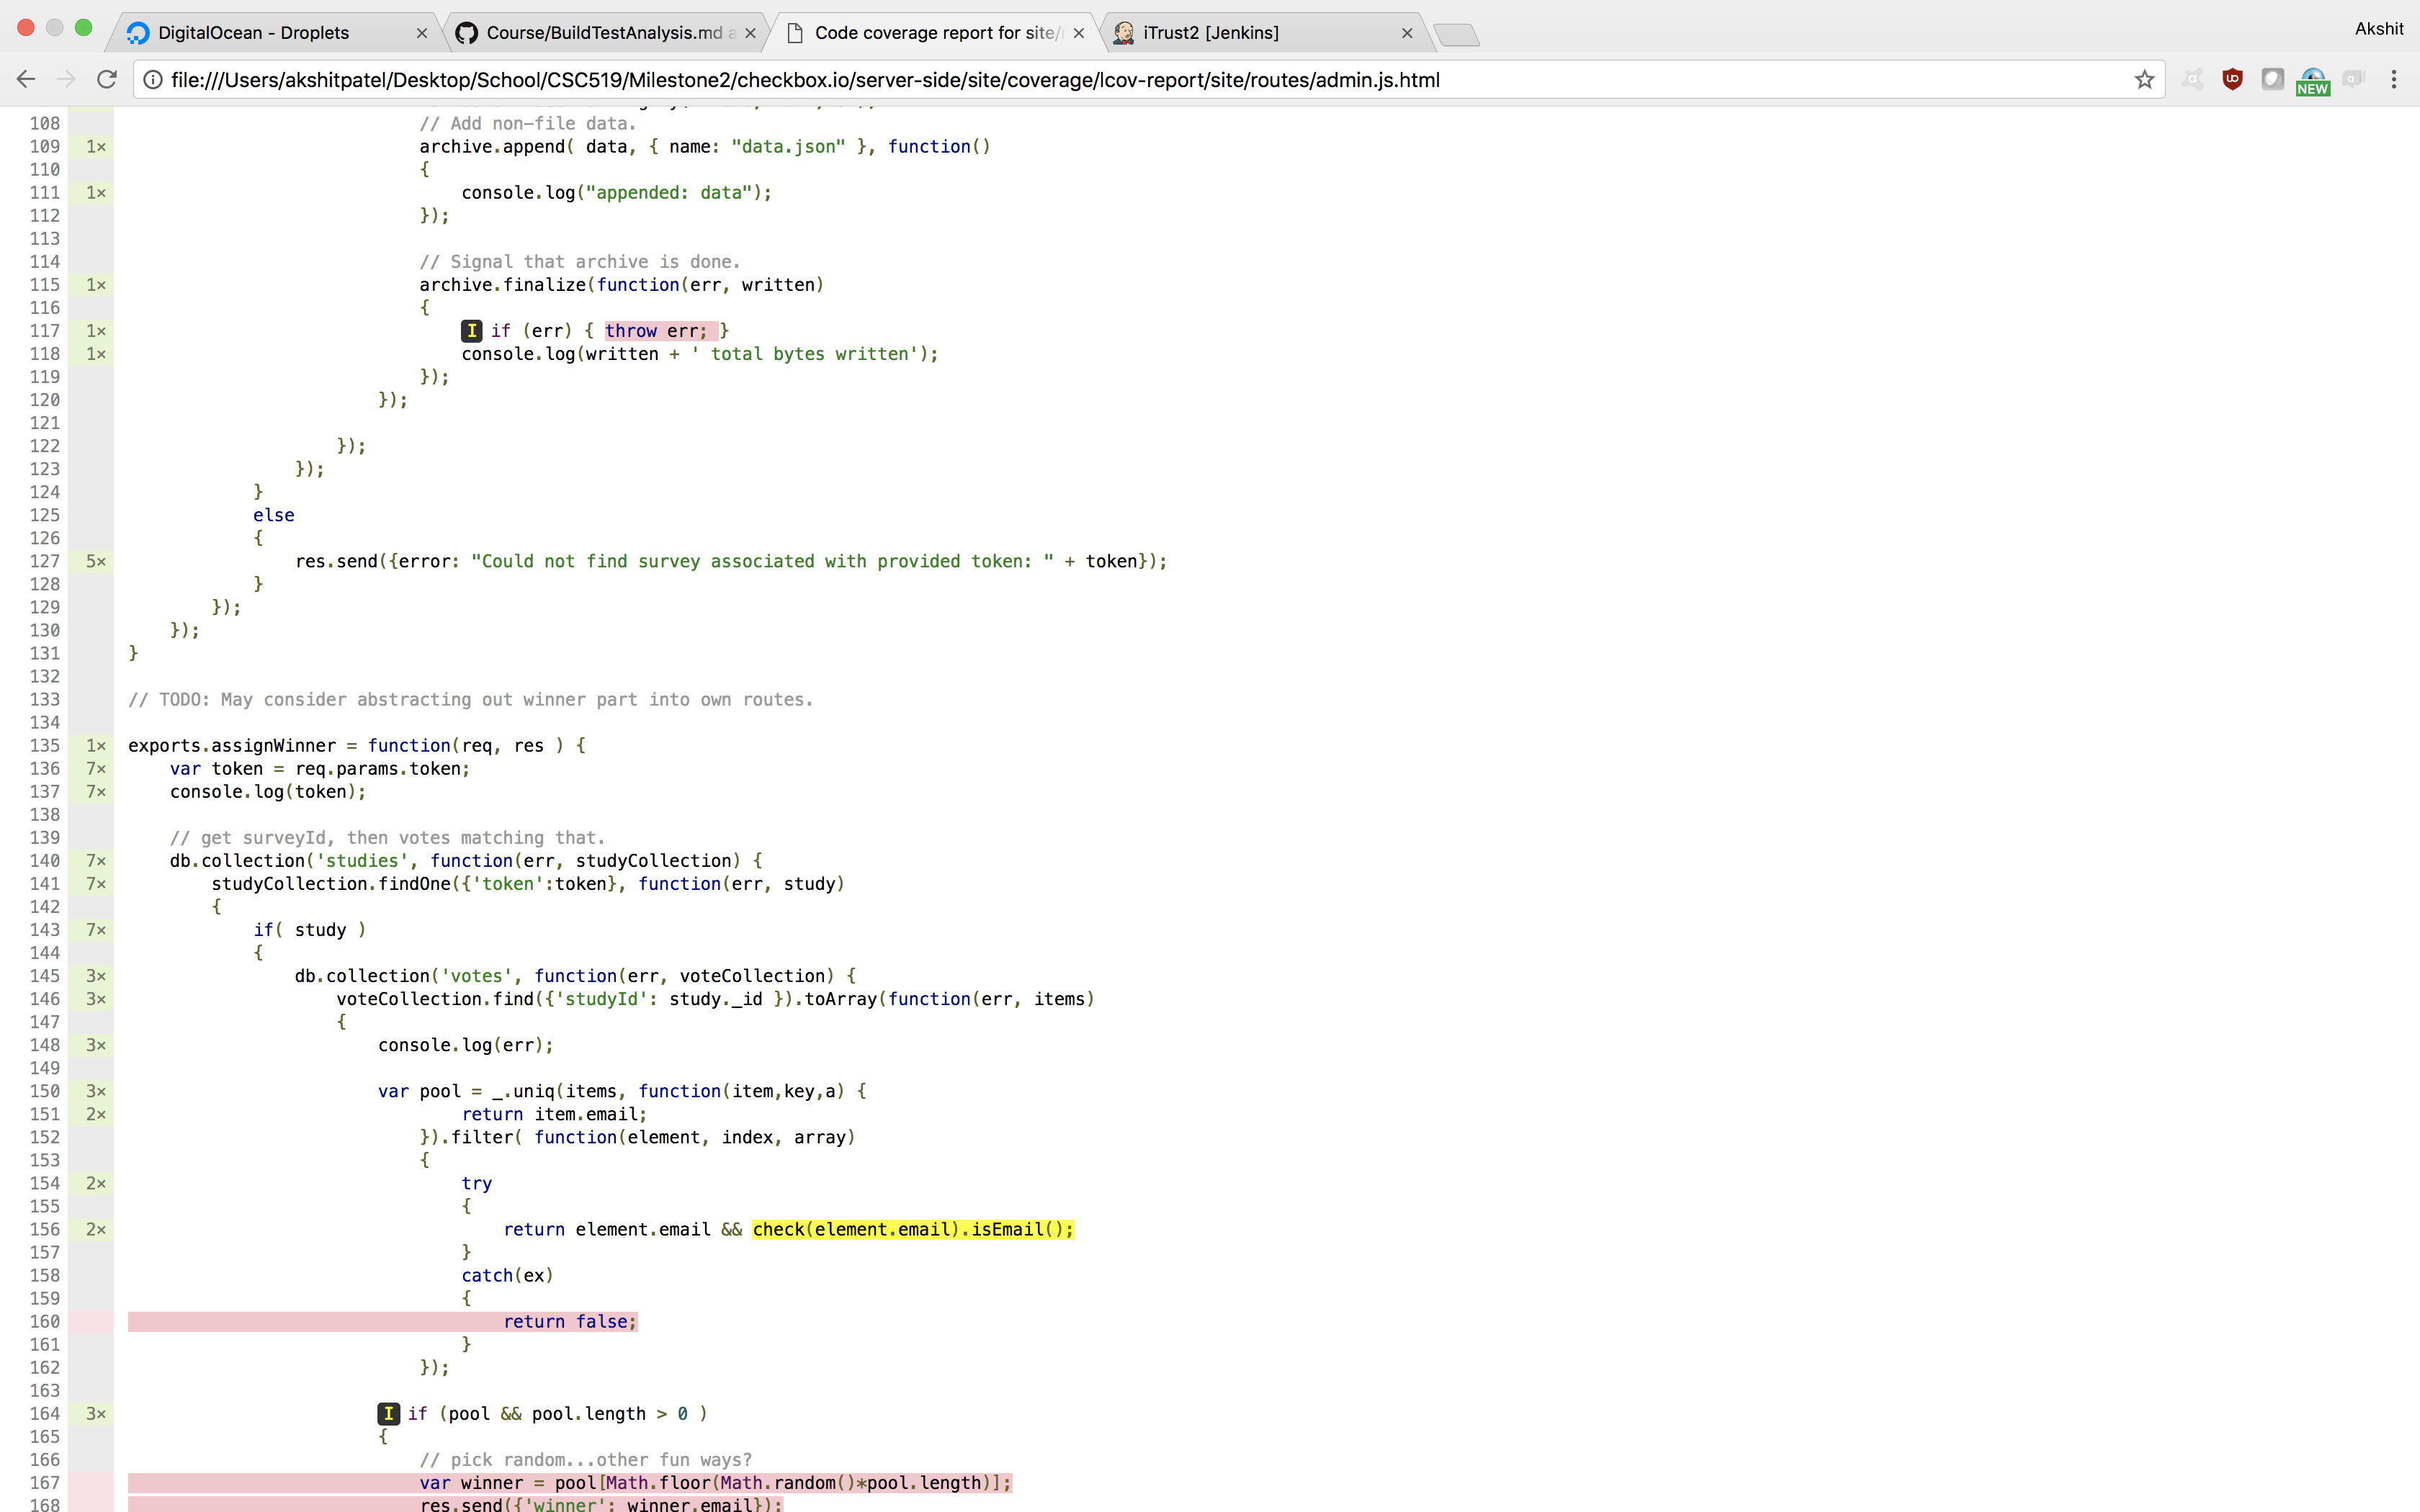 DigitalOcean - Droplets
Course/BuildTestAnalysis.md a
Code coverage report for site/r
iTrust2 [Jenkins]
Akshit
file:///Users/akshitpatel/Desktop/School/CSC519/Milestone2/checkbox.io/server-side/site/coverage/lcov-report/site/routes/admin.js.html
NEW
108 // Add non-file data.
109 1× archive.append( data, { name: "data.json" }, function()
110 {
111 1× console.log("appended: data");
112 });
113
114 // Signal that archive is done.
115 1× archive.finalize(function(err, written)
116 {
117 1× I if (err) { throw err; }
118 1× console.log(written + ' total bytes written');
119 });
120 });
121
122 });
123 });
124 }
125 else
126 {
127 5× res.send({error: "Could not find survey associated with provided token: " + token});
128 }
129 });
130 });
131 }
132
133 // TODO: May consider abstracting out winner part into own routes.
134
135 1× exports.assignWinner = function(req, res ) {
136 7× var token = req.params.token;
137 7× console.log(token);
138
139 // get surveyId, then votes matching that.
140 7× db.collection('studies', function(err, studyCollection) {
141 7× studyCollection.findOne({'token':token}, function(err, study)
142 {
143 7× if( study )
144 {
145 3× db.collection('votes', function(err, voteCollection) {
146 3× voteCollection.find({'studyId': study._id }).toArray(function(err, items)
147 {
148 3× console.log(err);
149
150 3× var pool = _.uniq(items, function(item,key,a) {
151 2× return item.email;
152 }).filter( function(element, index, array)
153 {
154 2× try
155 {
156 2× return element.email && check(element.email).isEmail();
157 }
158 catch(ex)
159 {
160 return false;
161 }
162 });
163
164 3× I if (pool && pool.length > 0 )
165 {
166 // pick random...other fun ways?
167 var winner = pool[Math.floor(Math.random()*pool.length)];
168 res.send({'winner': winner.email});